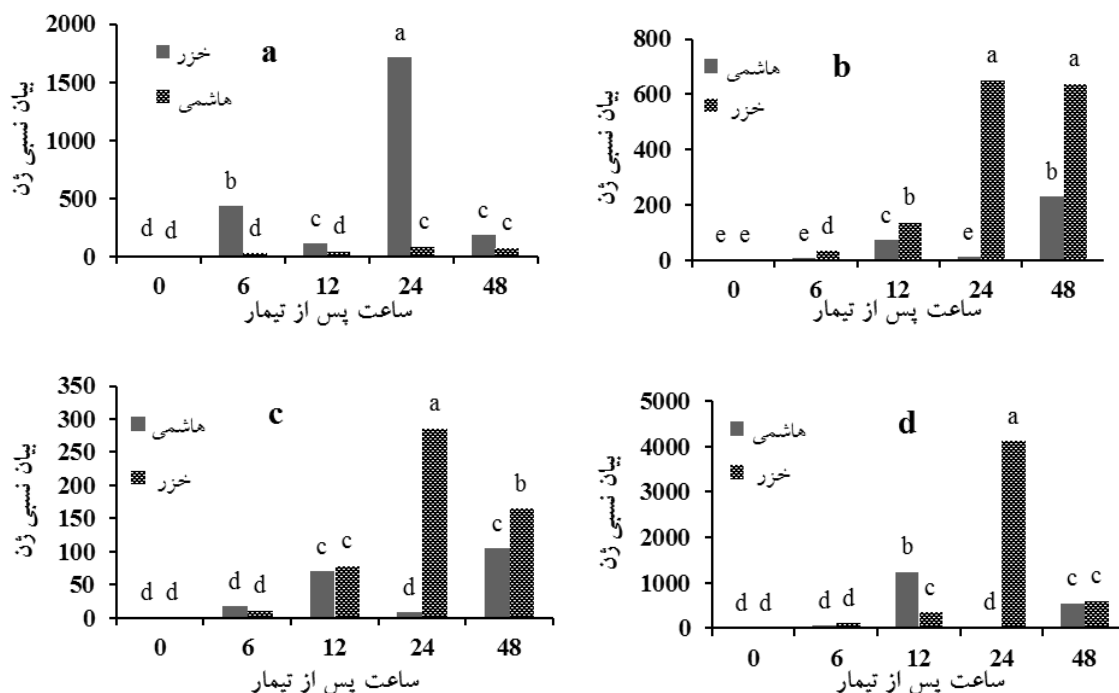 a
بیان نسبی ژن
2000
1500
1000
500
0
خزر
هاشمی
d d b d c d a c c c
0 6 12 24 48
ساعت پس از تیمار
b
بیان نسبی ژن
800
600
400
200
0
هاشمی
خزر
e e e d c b e a b a
0 6 12 24 48
ساعت پس از تیمار
c
بیان نسبی ژن
350
300
250
200
150
100
50
0
هاشمی
خزر
d d d d c c d a c b
0 6 12 24 48
ساعت پس از تیمار
d
بیان نسبی ژن
5000
4000
3000
2000
1000
0
هاشمی
خزر
d d d d b c d a c c
0 6 12 24 48
ساعت پس از تیمار